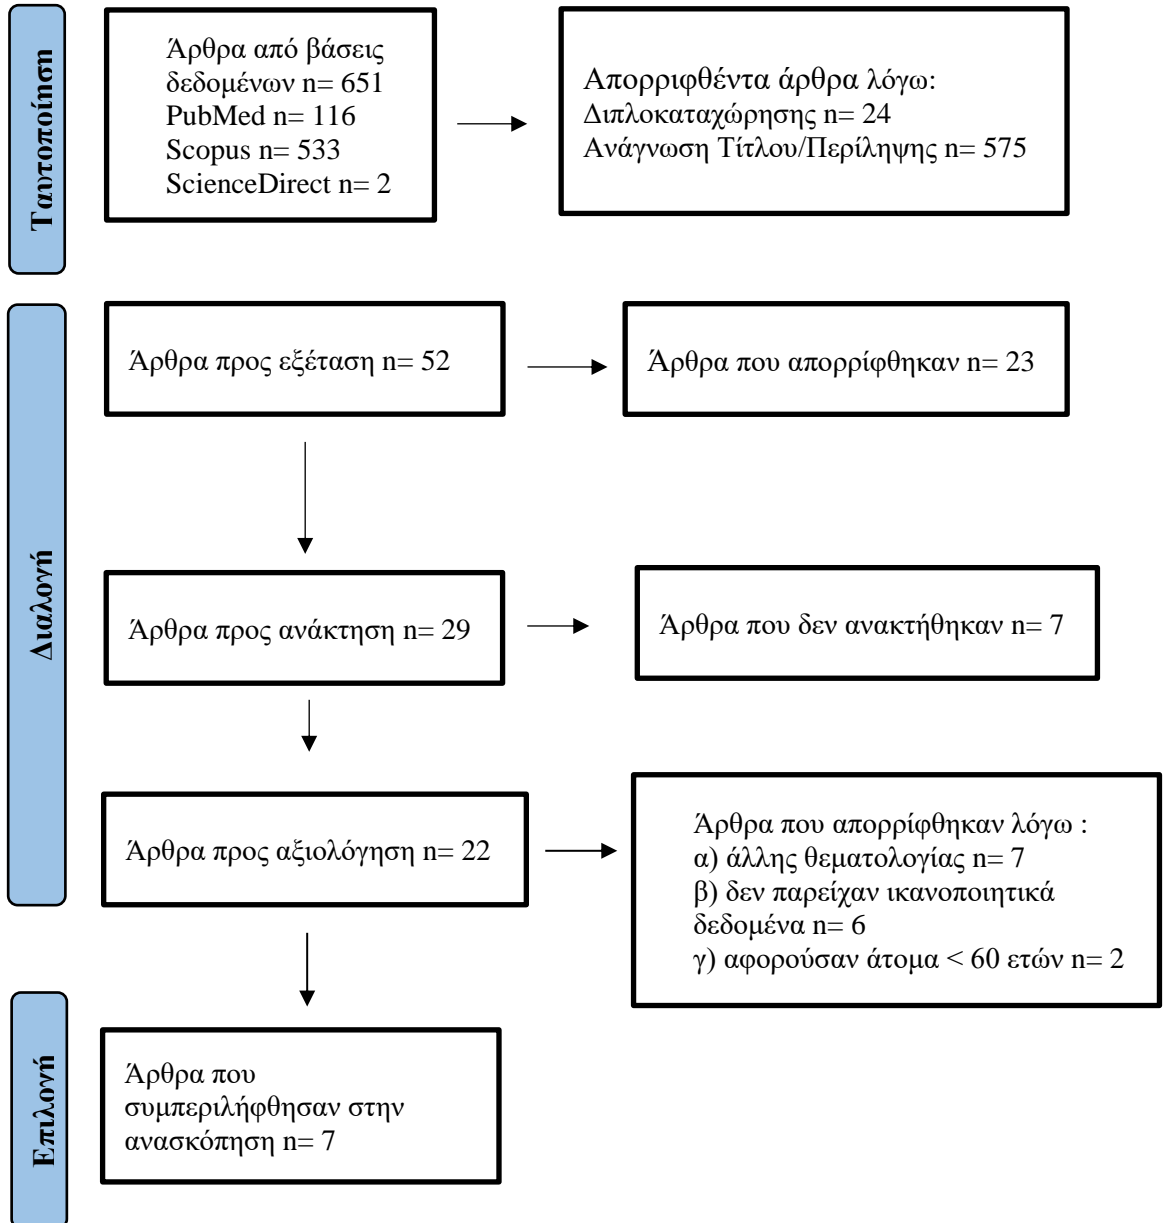 Ταυτοποίηση
Άρθρα από βάσεις
δεδομένων n= 651
PubMed n= 116
Scopus n= 533
ScienceDirect n= 2
Απορριφθέντα άρθρα λόγω:
Διπλοκαταχώρησης n= 24
Ανάγνωση Τίτλου/Περίληψης n= 575
Διαλογή
Άρθρα προς εξέταση n= 52
Άρθρα που απορρίφθηκαν n= 23
Άρθρα προς ανάκτηση n= 29
Άρθρα που δεν ανακτήθηκαν n= 7
Άρθρα προς αξιολόγηση n= 22
Άρθρα που απορρίφθηκαν λόγω :
α) άλλης θεματολογίας n= 7
β) δεν παρείχαν ικανοποιητικά
δεδομένα n= 6
γ) αφορούσαν άτομα < 60 ετών n= 2
Επιλογή
Άρθρα που
συμπεριλήφθησαν στην
ανασκόπηση n= 7